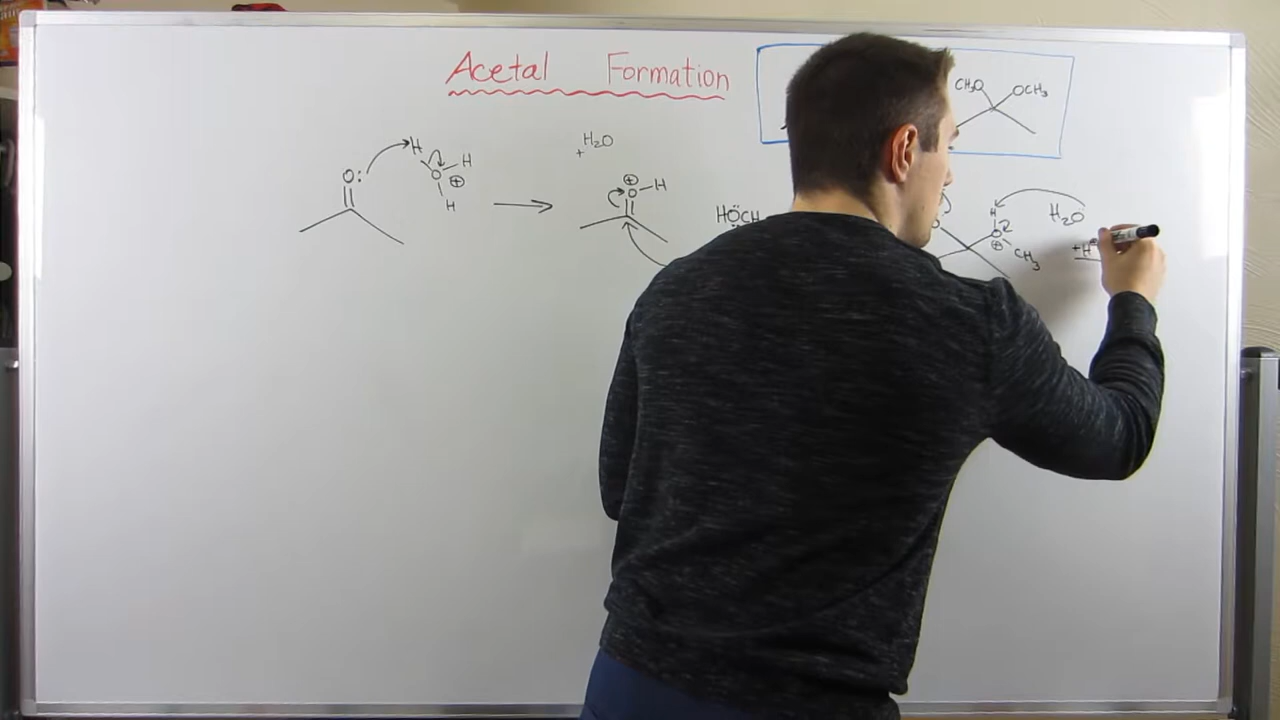 Acetal Formation
CH₃O OCH₃
H₂O
+
H H
O: O ⊕
H
⊕
O H
HÖCH
H
O
⊕
CH₃
H₂O
+H